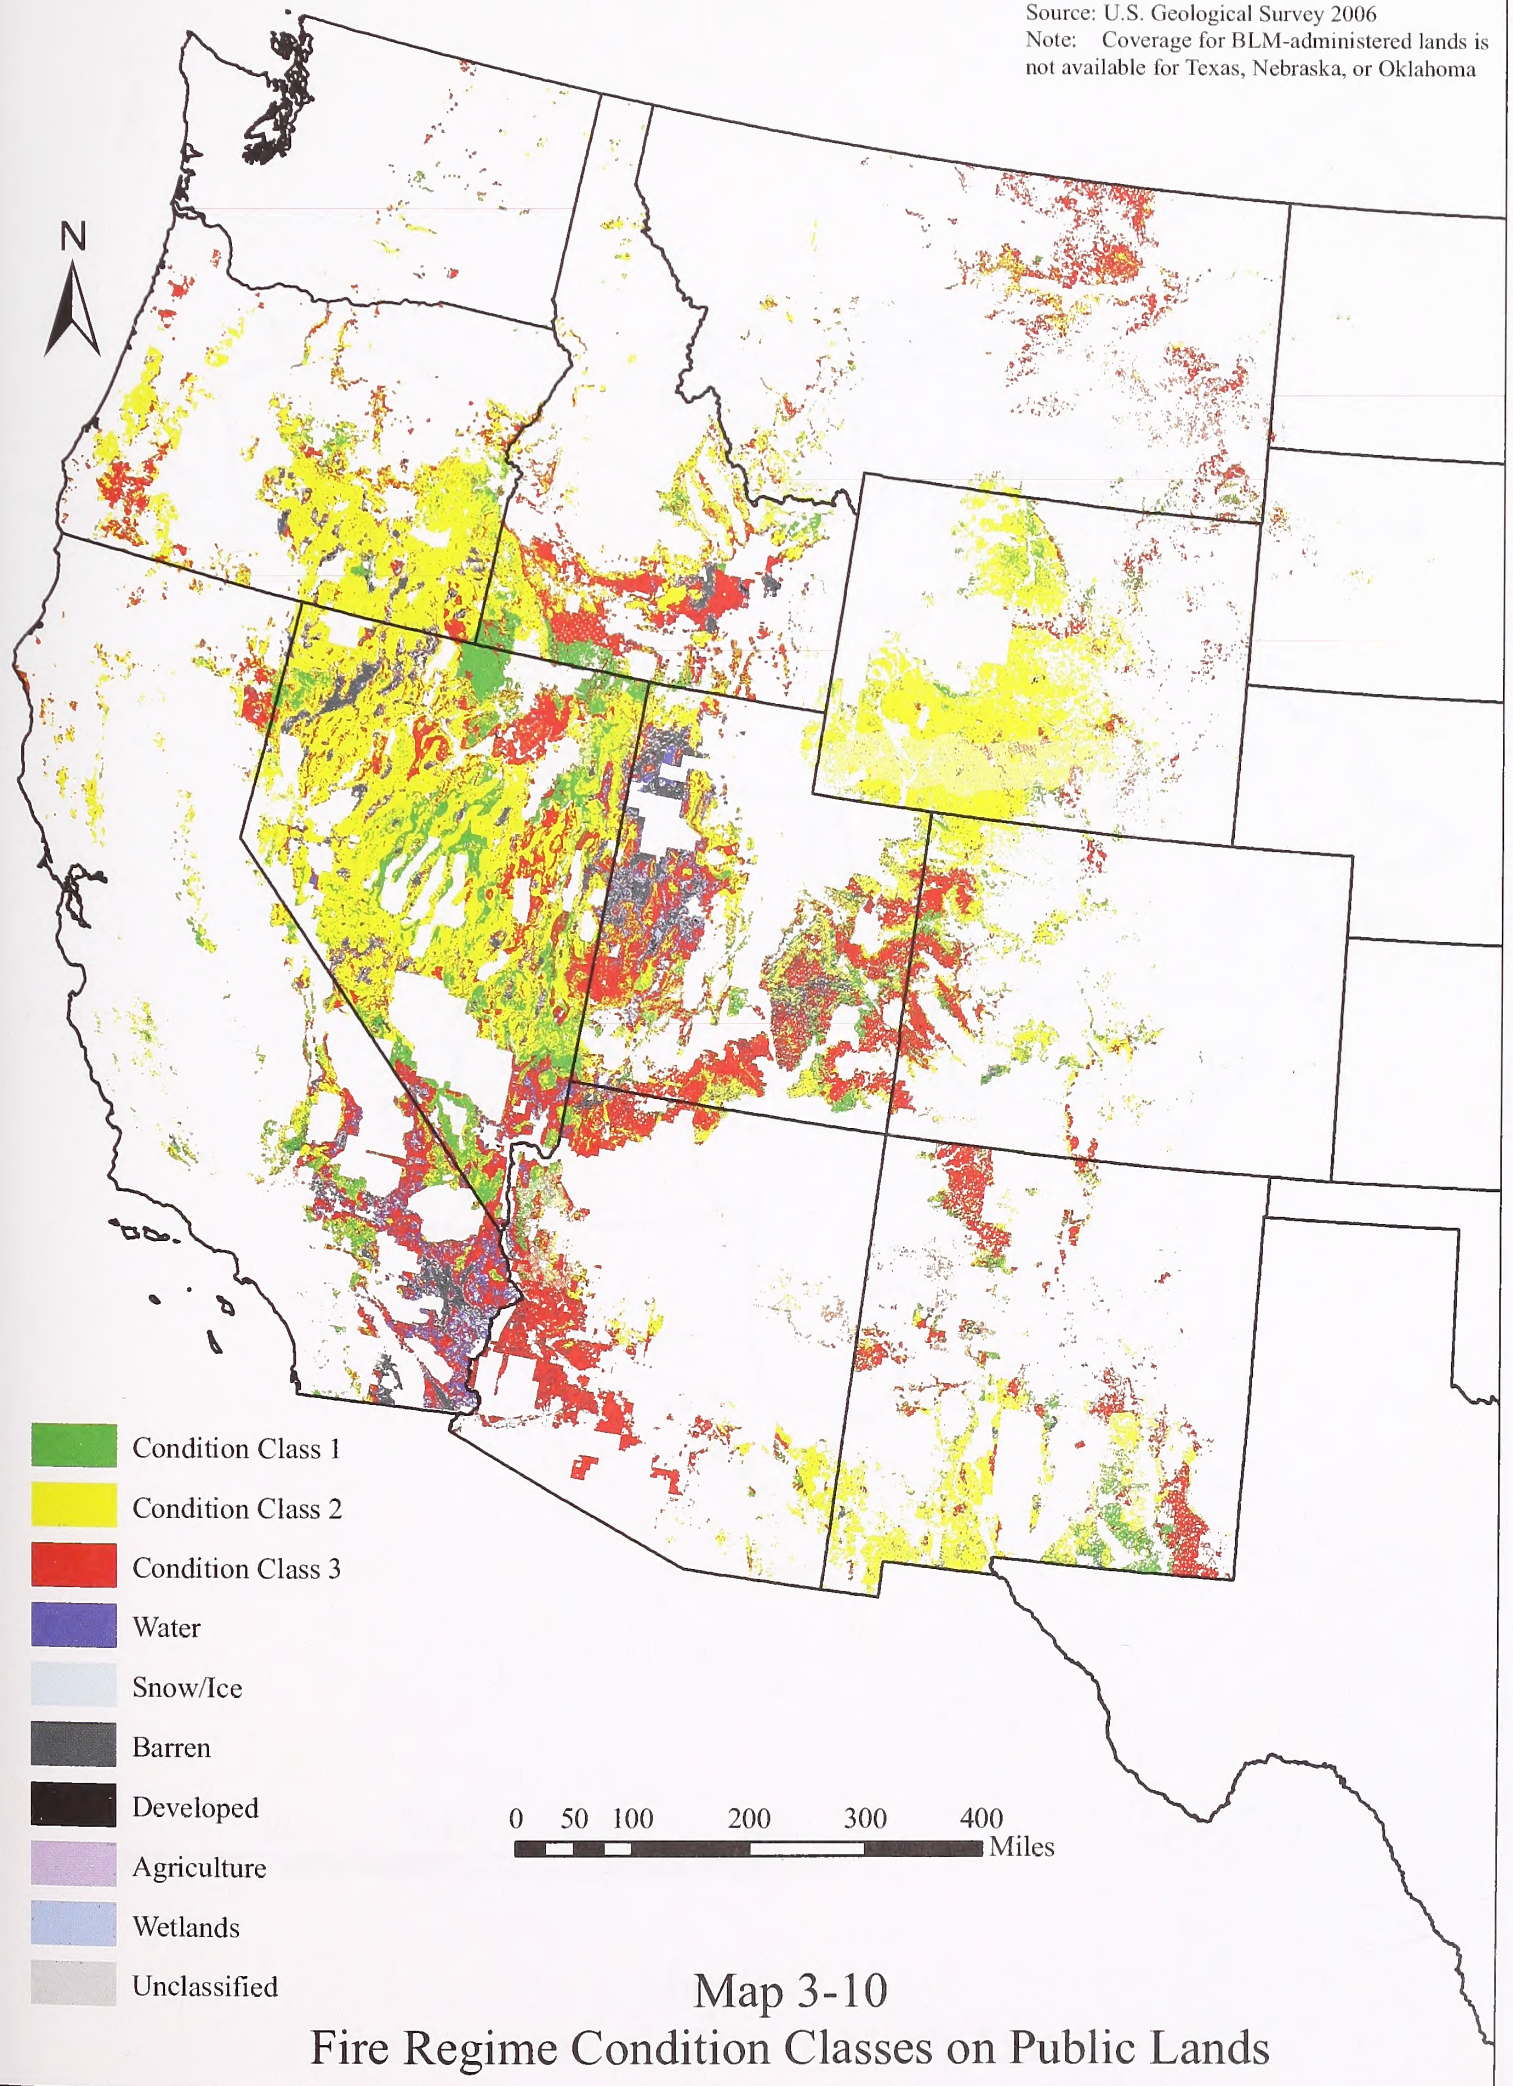 Source: U.S. Geological Survey 2006
Note: Coverage for BLM-administered lands is
not available for Texas, Nebraska, or Oklahoma
N
Condition Class 1
Condition Class 2
Condition Class 3
Water
Snow/Ice
Barren
Developed
Agriculture
Wetlands
Unclassified
0 50 100 200 300 400
Miles
Map 3-10
Fire Regime Condition Classes on Public Lands